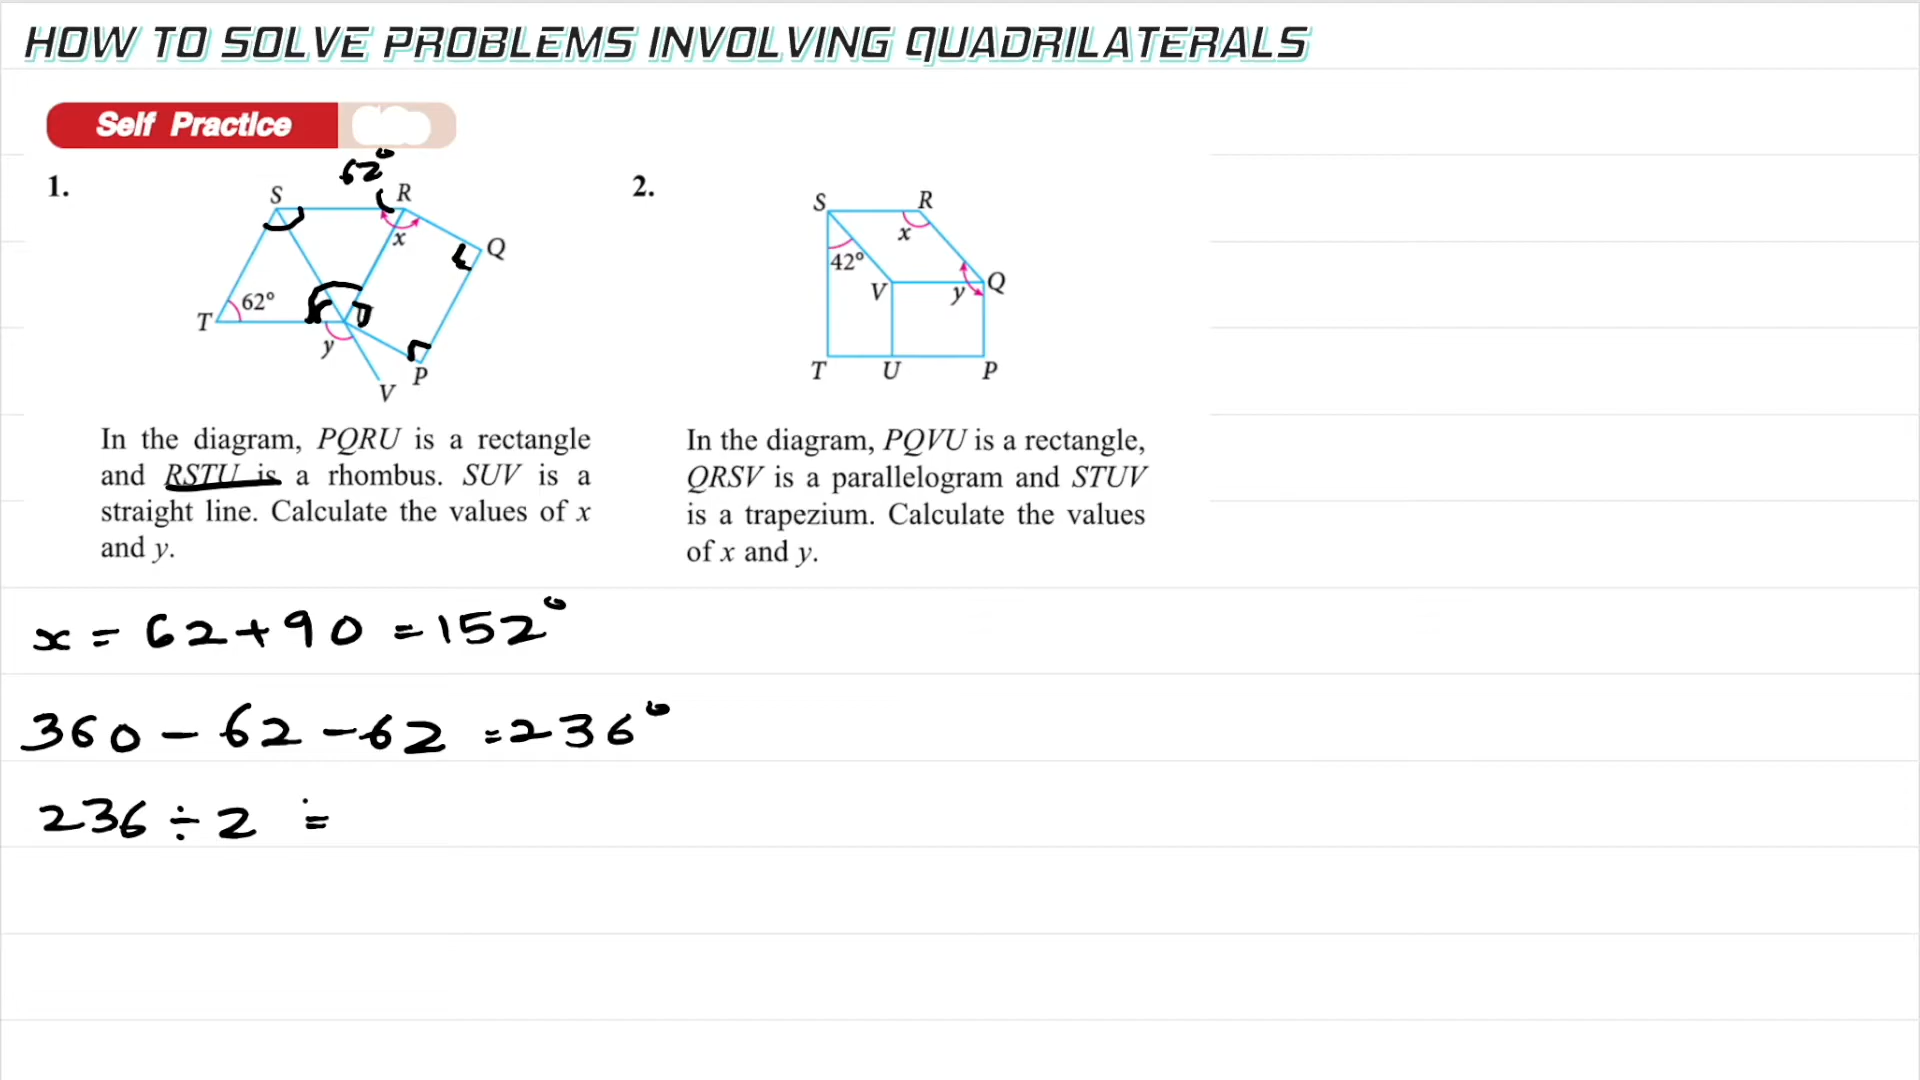 HOW TO SOLVE PROBLEMS INVOLVING QUADRILATERALS
Self Practice
1.
62°
S
R
x
Q
T
62°
U
y
P
V
In the diagram, PQRU is a rectangle
and RSTU is a rhombus. SUV is a
straight line. Calculate the values of x
and y.
2.
S
R
x
42°
V
y
Q
T
U
P
In the diagram, PQVU is a rectangle,
QRSV is a parallelogram and STUV
is a trapezium. Calculate the values
of x and y.
x = 62+90 = 152°
360 - 62 - 62 = 236°
236 ÷ 2 =